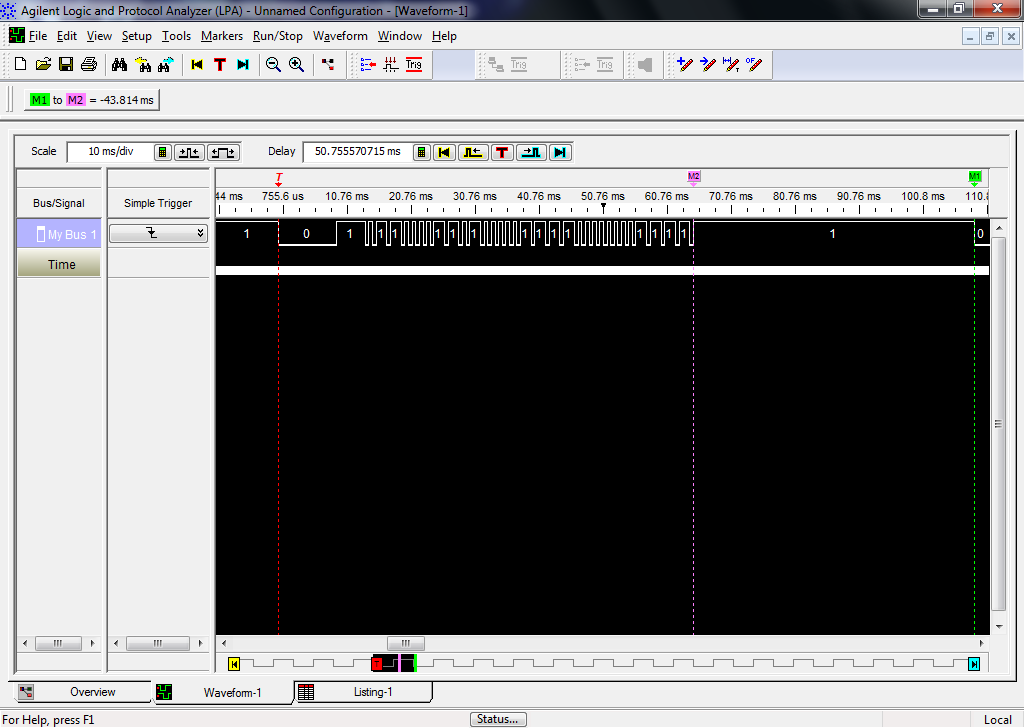 Agilent Logic and Protocol Analyzer (LPA) - Unnamed Configuration - [Waveform-1]
File Edit View Setup Tools Markers Run/Stop Waveform Window Help
T Trig Trig Trig T OF
M1 to M2 = -43.814 ms
Scale 10 ms/div Delay 50.755570715 ms T
T M2 M1
44 ms 755.6 us 10.76 ms 20.76 ms 30.76 ms 40.76 ms 50.76 ms 60.76 ms 70.76 ms 80.76 ms 90.76 ms 100.8 ms 110.8
Bus/Signal Simple Trigger
My Bus 1 1 0 1 1 1 1 1 1 1 1 1 1 1 1 1 1 1 0
Time
T
Overview Waveform-1 Listing-1
For Help, press F1 Status... Local